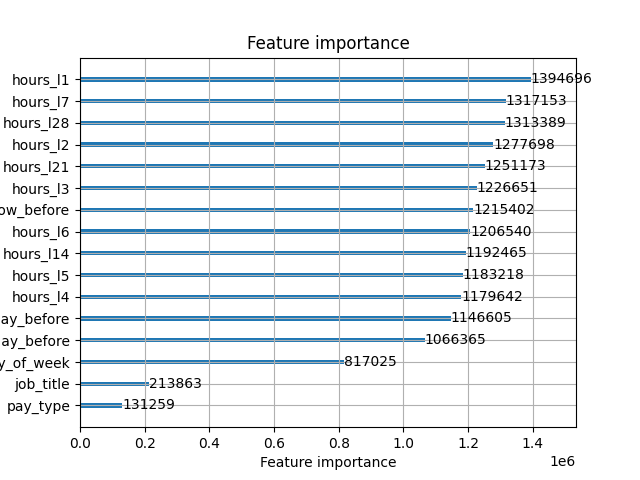 Feature importance
hours_l1 1394696
hours_l7 1317153
hours_l28 1313389
hours_l2 1277698
hours_l21 1251173
hours_l3 1226651
ow_before 1215402
hours_l6 1206540
hours_l14 1192465
hours_l5 1183218
hours_l4 1179642
ay_before 1146605
ay_before 1066365
y_of_week 817025
job_title 213863
pay_type 131259
0.0 0.2 0.4 0.6 0.8 1.0 1.2 1.4
1e6
Feature importance